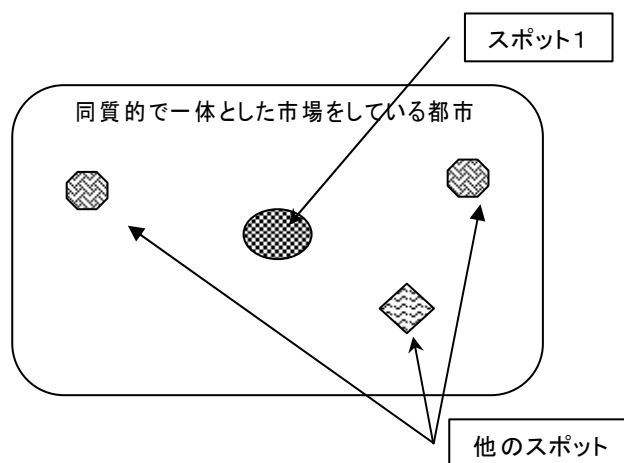 スポット１
同質的で一体とした市場をしている都市
他のスポット